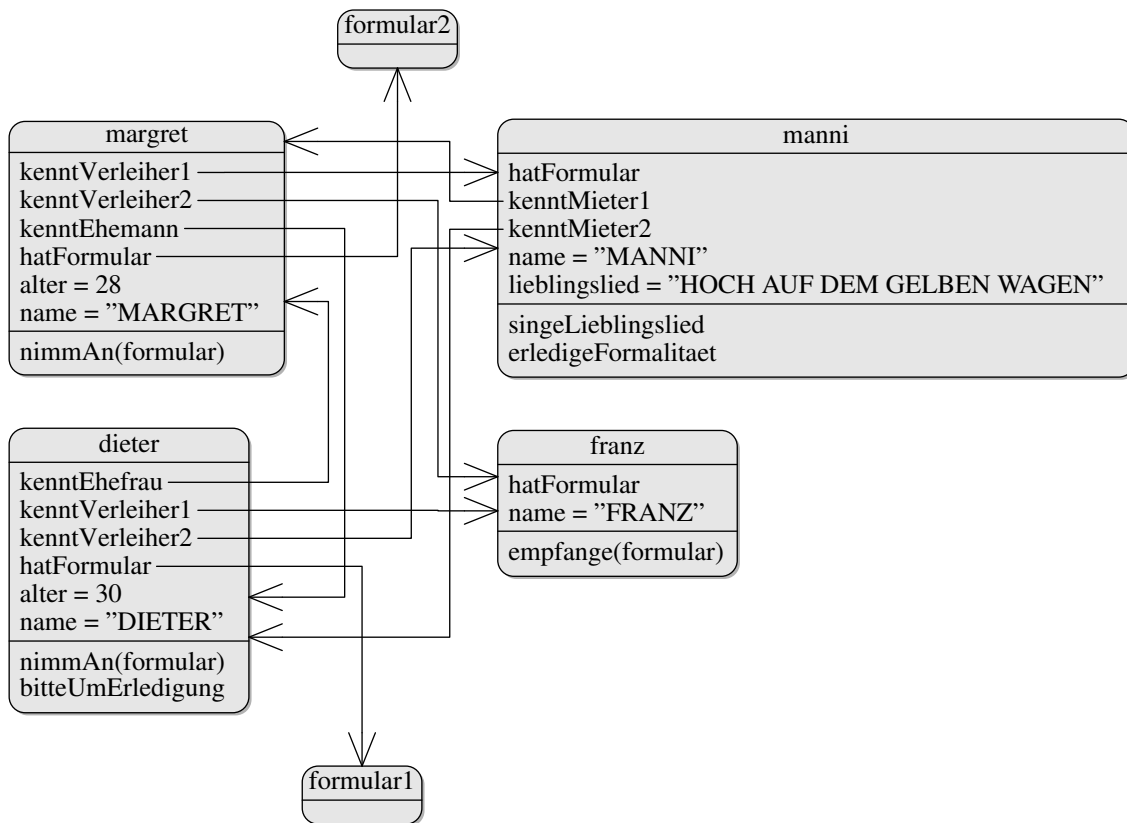 formular2
margret
kenntVerleiher1
kenntVerleiher2
kenntEhemann
hatFormular
alter = 28
name = ”MARGRET”
nimmAn(formular)
manni
hatFormular
kenntMieter1
kenntMieter2
name = ”MANNI”
lieblingslied = ”HOCH AUF DEM GELBEN WAGEN”
singeLieblingslied
erledigeFormalitaet
dieter
kenntEhefrau
kenntVerleiher1
kenntVerleiher2
hatFormular
alter = 30
name = ”DIETER”
nimmAn(formular)
bitteUmErledigung
franz
hatFormular
name = ”FRANZ”
empfange(formular)
formular1